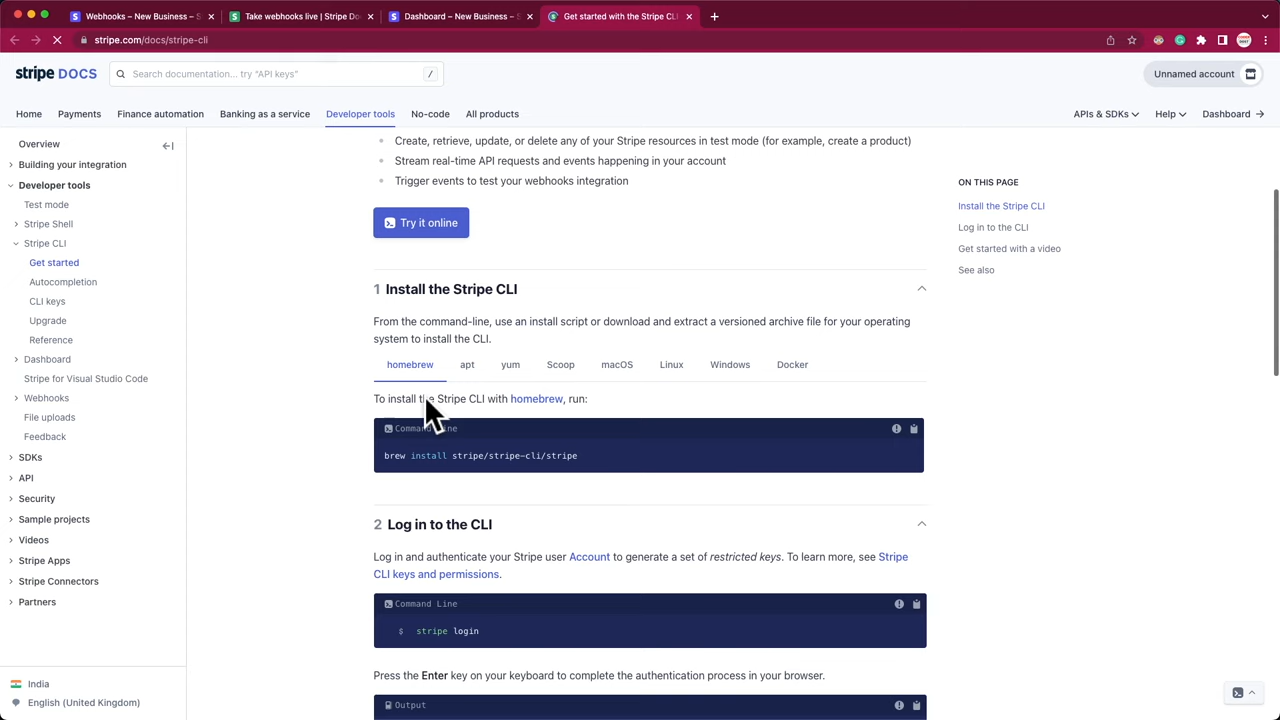 Webhooks – New Business – S
Take webhooks live | Stripe Do
Dashboard – New Business – S
Get started with the Stripe CLI
stripe.com/docs/stripe-cli
stripe DOCS
Search documentation... try “API keys”
/
Unnamed account
Home
Payments
Finance automation
Banking as a service
Developer tools
No-code
All products
APIs & SDKs
Help
Dashboard
Overview
Building your integration
Developer tools
Test mode
Stripe Shell
Stripe CLI
Get started
Autocompletion
CLI keys
Upgrade
Reference
Dashboard
Stripe for Visual Studio Code
Webhooks
File uploads
Feedback
SDKs
API
Security
Sample projects
Videos
Stripe Apps
Stripe Connectors
Partners
India
English (United Kingdom)
Create, retrieve, update, or delete any of your Stripe resources in test mode (for example, create a product)
Stream real-time API requests and events happening in your account
Trigger events to test your webhooks integration
Try it online
1 Install the Stripe CLI
From the command-line, use an install script or download and extract a versioned archive file for your operating
system to install the CLI.
homebrew
apt
yum
Scoop
macOS
Linux
Windows
Docker
To install the Stripe CLI with homebrew, run:
Command Line
brew install stripe/stripe-cli/stripe
2 Log in to the CLI
Log in and authenticate your Stripe user Account to generate a set of restricted keys. To learn more, see Stripe
CLI keys and permissions.
Command Line
$ stripe login
Press the Enter key on your keyboard to complete the authentication process in your browser.
Output
ON THIS PAGE
Install the Stripe CLI
Log in to the CLI
Get started with a video
See also